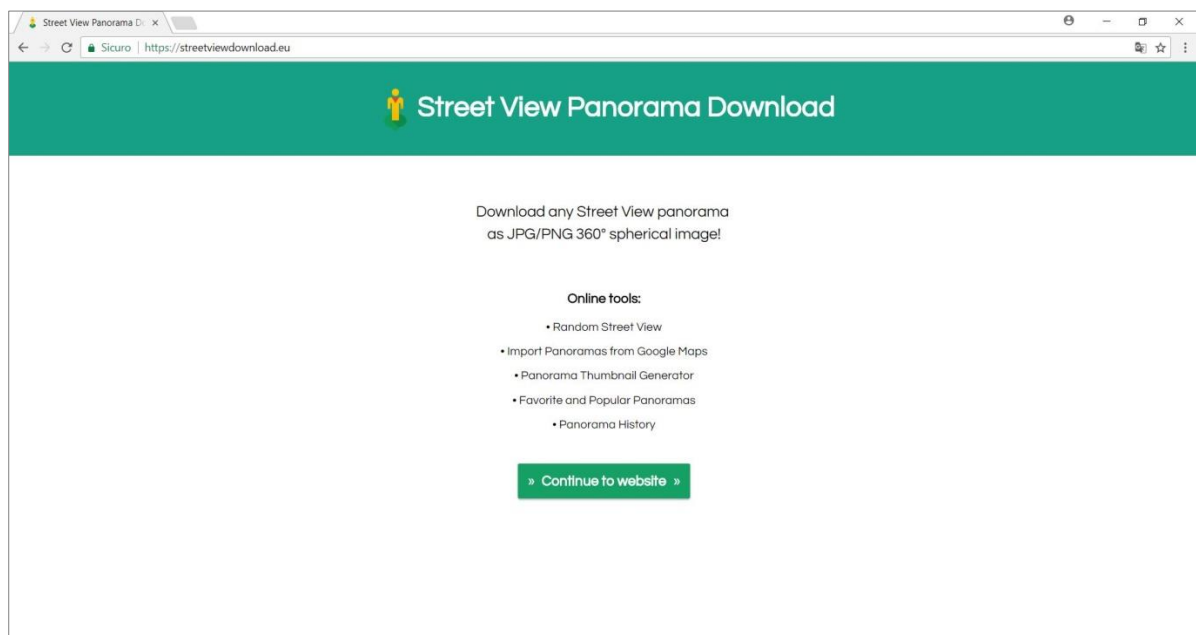 Street View Panorama D
Sicuro | https://streetviewdownload.eu
Street View Panorama Download
Download any Street View panorama
as JPG/PNG 360° spherical image!
Online tools:
• Random Street View
• Import Panoramas from Google Maps
• Panorama Thumbnail Generator
• Favorite and Popular Panoramas
• Panorama History
» Continue to website »